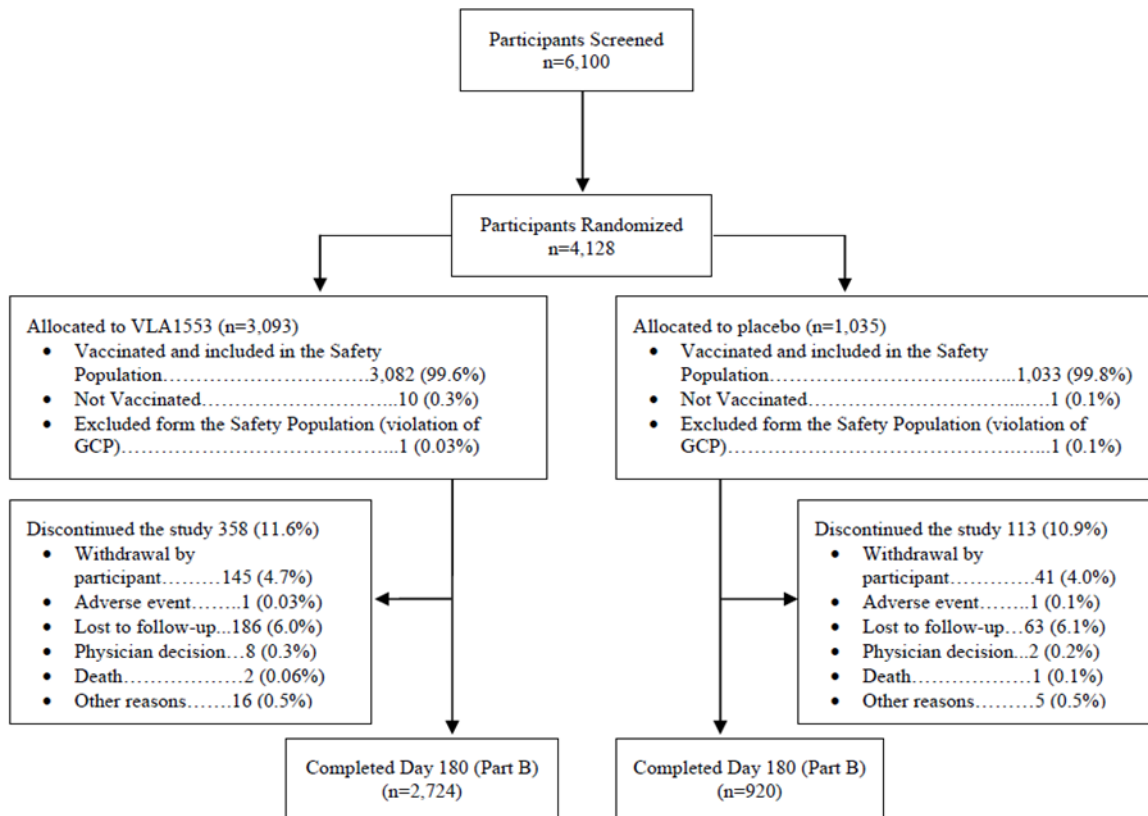 Participants Screened
n=6,100
Participants Randomized
n=4,128
Allocated to VLA1553 (n=3,093)
• Vaccinated and included in the Safety
Population………………………….3,082 (99.6%)
• Not Vaccinated…………………………..10 (0.3%)
• Excluded form the Safety Population (violation of
GCP)…………………………………...1 (0.03%)
Allocated to placebo (n=1,035)
• Vaccinated and included in the Safety
Population…………………………..…...1,033 (99.8%)
• Not Vaccinated…………………………….…..1 (0.1%)
• Excluded form the Safety Population (violation of
GCP)……………………………………….…...1 (0.1%)
Discontinued the study 358 (11.6%)
• Withdrawal by
participant………145 (4.7%)
• Adverse event……..1 (0.03%)
• Lost to follow-up...186 (6.0%)
• Physician decision…8 (0.3%)
• Death……………….2 (0.06%)
• Other reasons……..16 (0.5%)
Discontinued the study 113 (10.9%)
• Withdrawal by
participant………….41 (4.0%)
• Adverse event……...1 (0.1%)
• Lost to follow-up…63 (6.1%)
• Physician decision...2 (0.2%)
• Death……………….1 (0.1%)
• Other reasons………5 (0.5%)
Completed Day 180 (Part B)
(n=2,724)
Completed Day 180 (Part B)
(n=920)